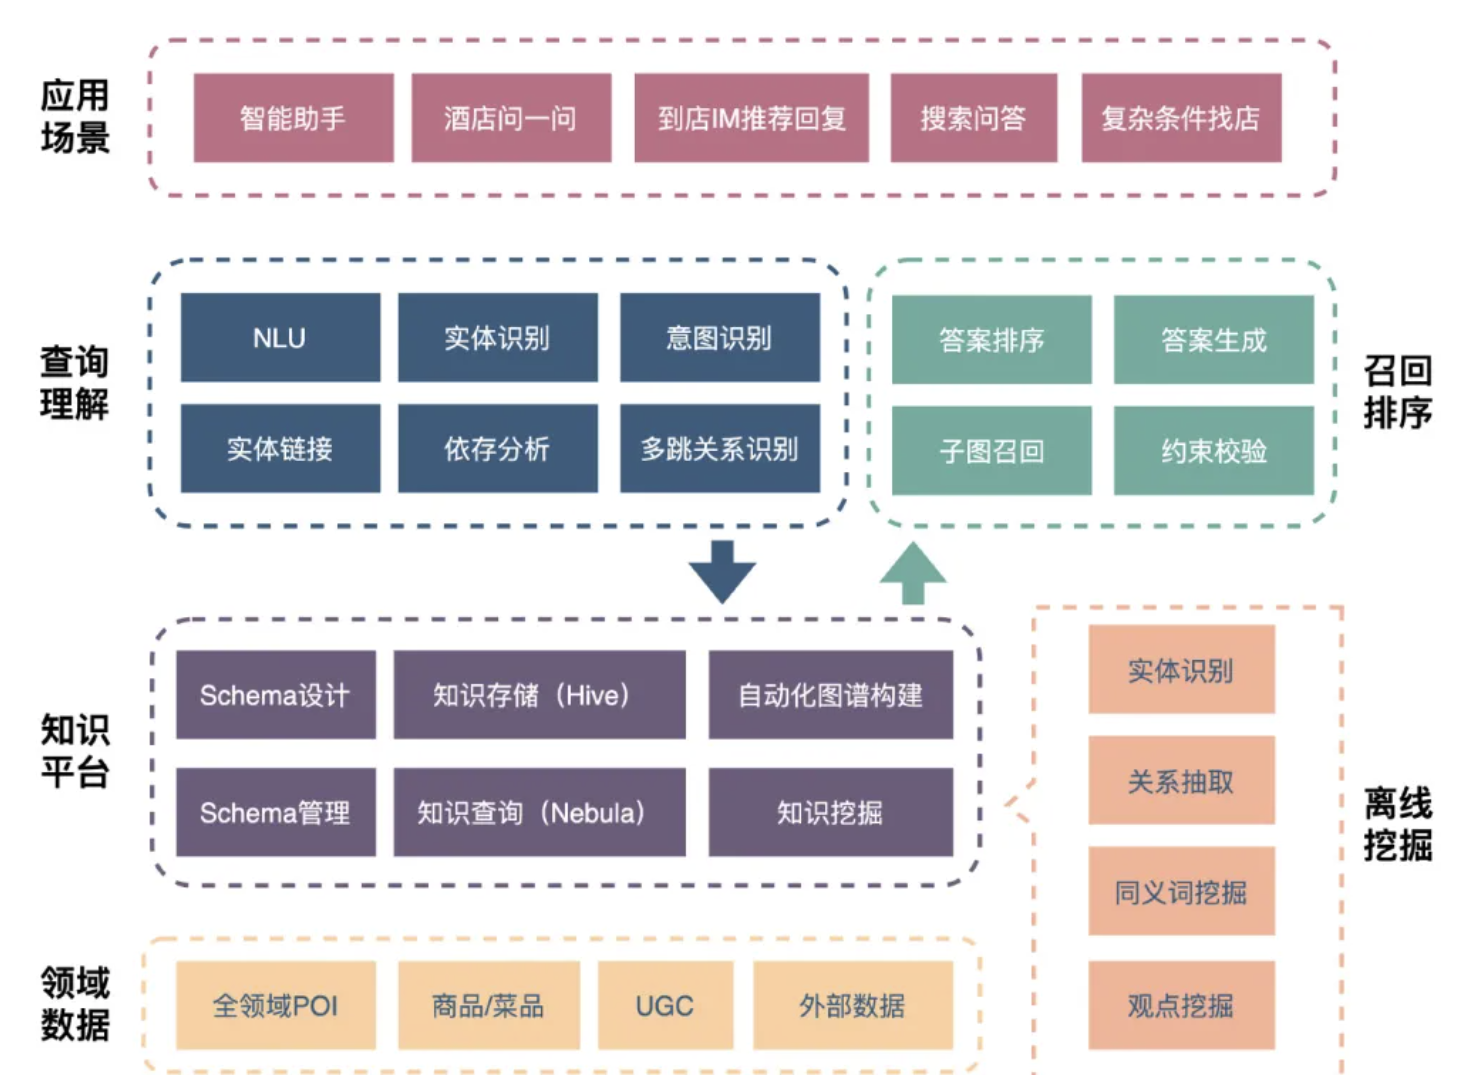 应用
场景
智能助手
酒店问一问
到店IM推荐回复
搜索问答
复杂条件找店
查询
理解
NLU
实体识别
意图识别
实体链接
依存分析
多跳关系识别
答案排序
答案生成
子图召回
约束校验
召回
排序
知识
平台
Schema设计
知识存储（Hive）
自动化图谱构建
Schema管理
知识查询（Nebula）
知识挖掘
实体识别
关系抽取
同义词挖掘
观点挖掘
离线
挖掘
领域
数据
全领域POI
商品/菜品
UGC
外部数据